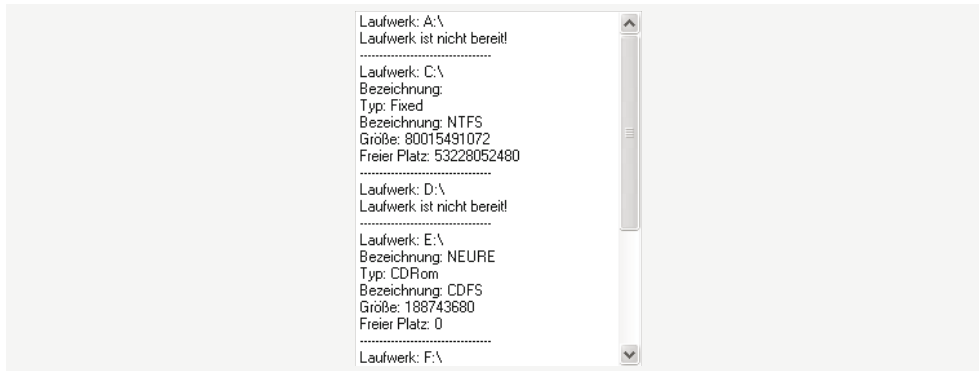 Laufwerk: A:\
Laufwerk ist nicht bereit!
----------------------------------
Laufwerk: C:\
Bezeichnung:
Typ: Fixed
Bezeichnung: NTFS
Größe: 80015491072
Freier Platz: 53228052480
----------------------------------
Laufwerk: D:\
Laufwerk ist nicht bereit!
----------------------------------
Laufwerk: E:\
Bezeichnung: NEURE
Typ: CDRom
Bezeichnung: CDFS
Größe: 188743680
Freier Platz: 0
----------------------------------
Laufwerk: F:\